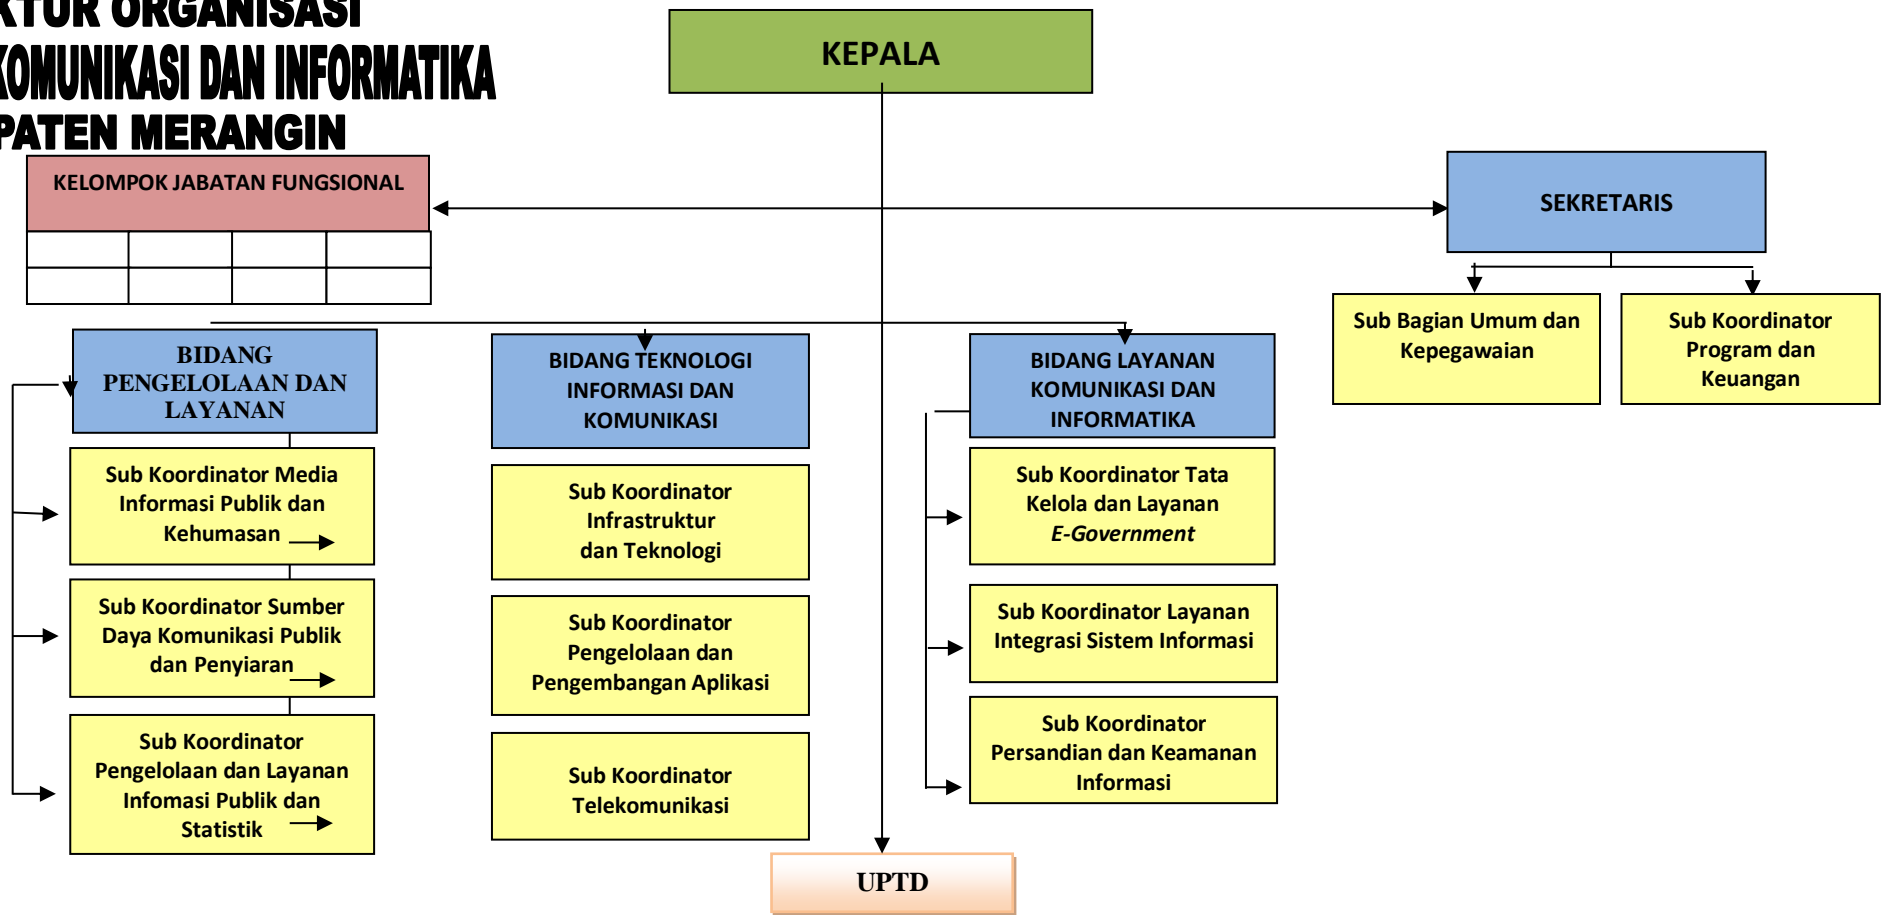 KTUR ORGANISASI
KOMUNIKASI DAN INFORMATIKA
PATEN MERANGIN
KEPALA
KELOMPOK JABATAN FUNGSIONAL
SEKRETARIS
Sub Bagian Umum dan
Kepegawaian
Sub Koordinator
Program dan
Keuangan
BIDANG
PENGELOLAAN DAN
LAYANAN
Sub Koordinator Media
Informasi Publik dan
Kehumasan
Sub Koordinator Sumber
Daya Komunikasi Publik
dan Penyiaran
Sub Koordinator
Pengelolaan dan Layanan
Infomasi Publik dan
Statistik
BIDANG TEKNOLOGI
INFORMASI DAN
KOMUNIKASI
Sub Koordinator
Infrastruktur
dan Teknologi
Sub Koordinator
Pengelolaan dan
Pengembangan Aplikasi
Sub Koordinator
Telekomunikasi
BIDANG LAYANAN
KOMUNIKASI DAN
INFORMATIKA
Sub Koordinator Tata
Kelola dan Layanan
E-Government
Sub Koordinator Layanan
Integrasi Sistem Informasi
Sub Koordinator
Persandian dan Keamanan
Informasi
UPTD